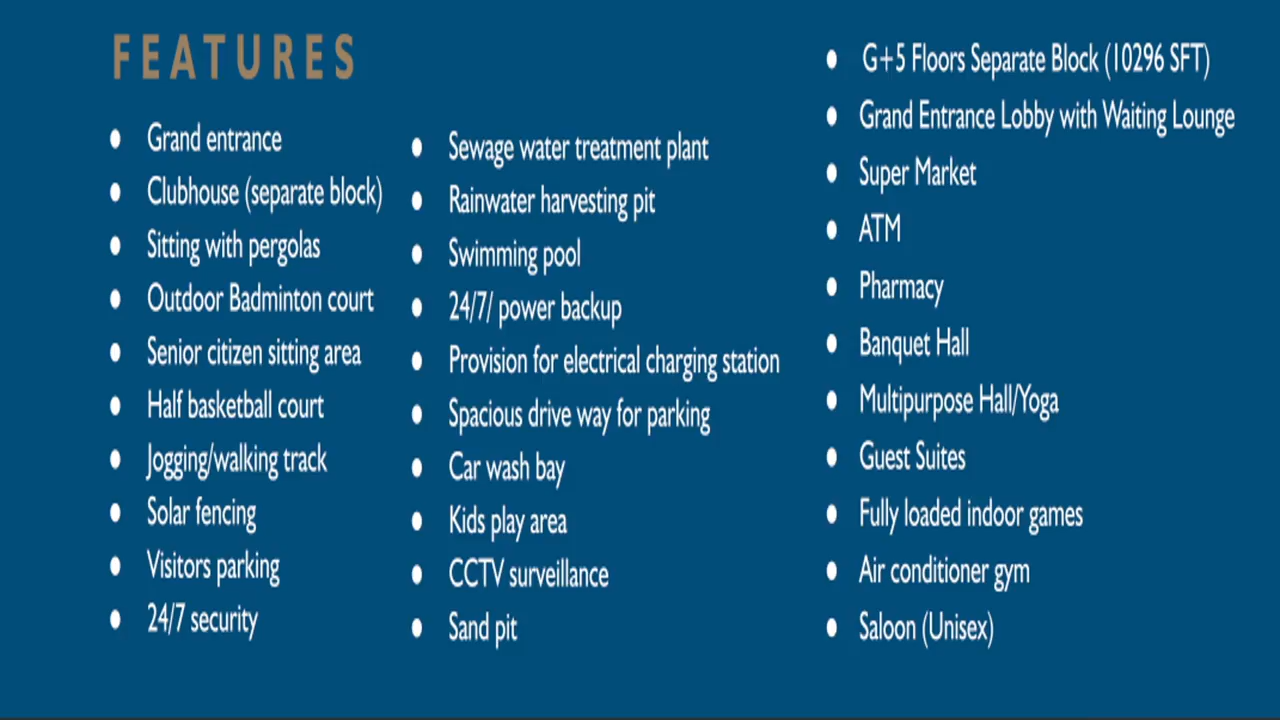 FEATURES
• Grand entrance
• Clubhouse (separate block)
• Sitting with pergolas
• Outdoor Badminton court
• Senior citizen sitting area
• Half basketball court
• Jogging/walking track
• Solar fencing
• Visitors parking
• 24/7 security
• Sewage water treatment plant
• Rainwater harvesting pit
• Swimming pool
• 24/7/ power backup
• Provision for electrical charging station
• Spacious drive way for parking
• Car wash bay
• Kids play area
• CCTV surveillance
• Sand pit
• G+5 Floors Separate Block (10296 SFT)
• Grand Entrance Lobby with Waiting Lounge
• Super Market
• ATM
• Pharmacy
• Banquet Hall
• Multipurpose Hall/Yoga
• Guest Suites
• Fully loaded indoor games
• Air conditioner gym
• Saloon (Unisex)